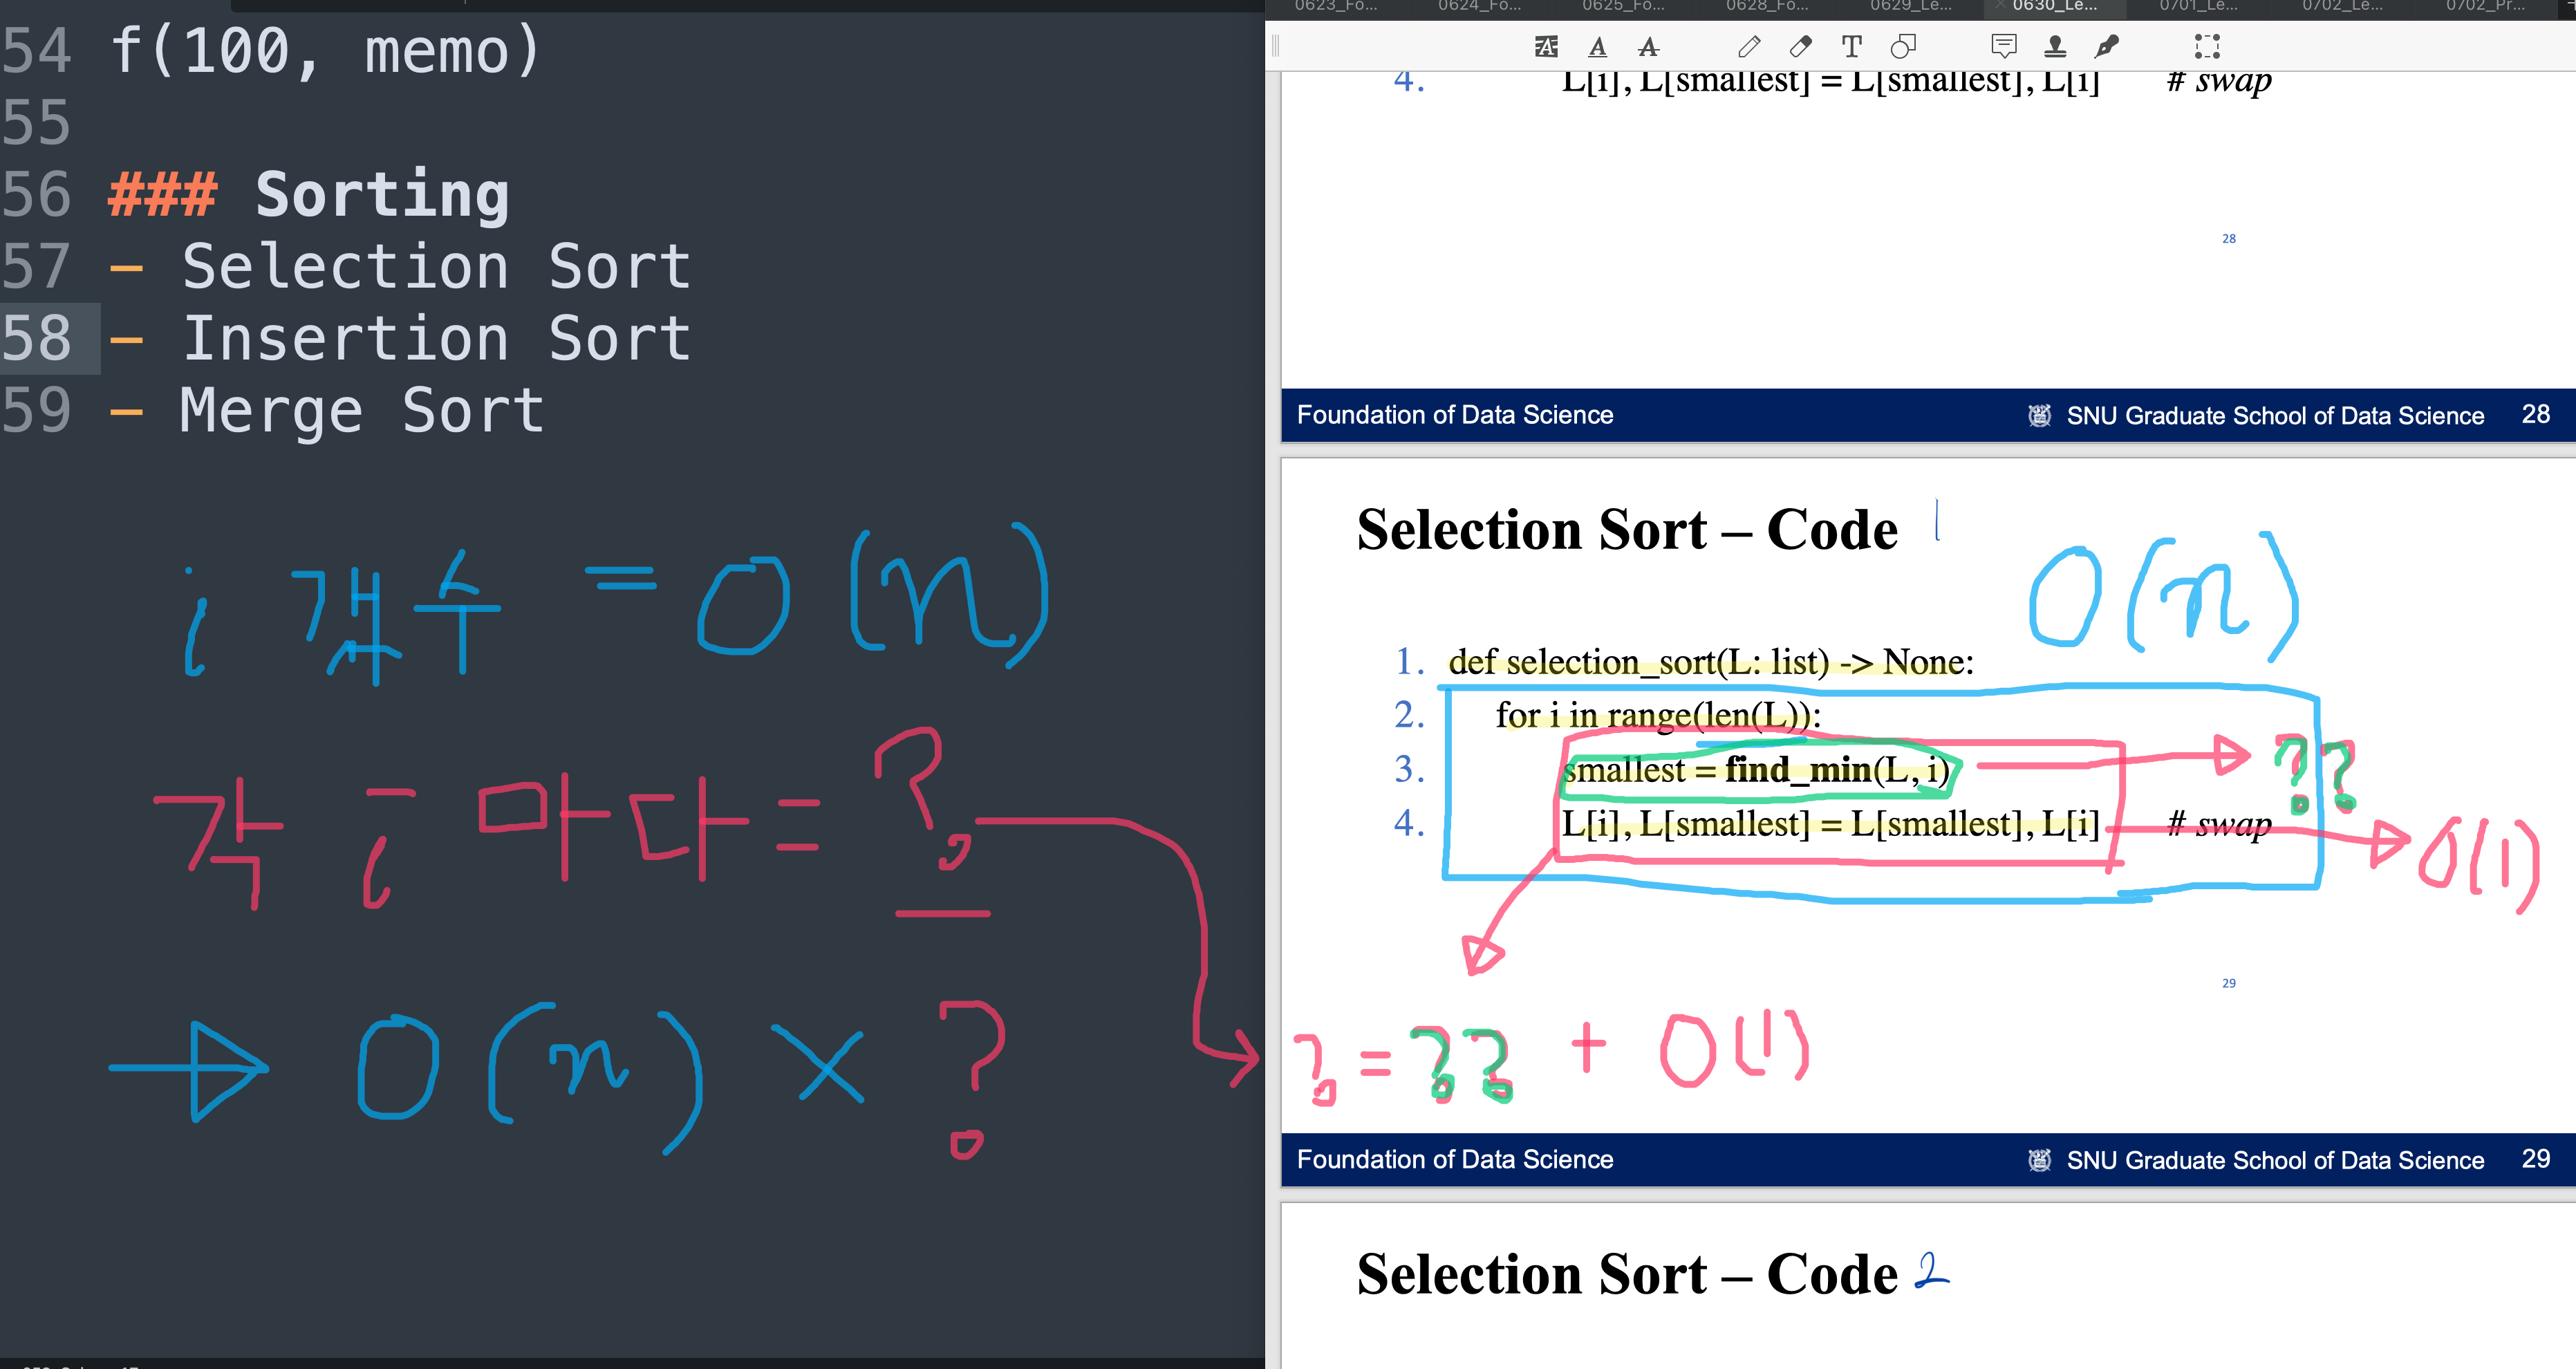 54 f(100, memo)
55
56 ### Sorting
57 - Selection Sort
58 - Insertion Sort
59 - Merge Sort
i 갯수 = O(n)
각 i 마다 = ?
O(n) × ?
0623_Fo... 0624_Fo... 0625_Fo... 0628_Fo... 0629_Le... × 0630_Le... 0701_Le... 0702_Le... 0702_Pr...
4. L[i], L[smallest] = L[smallest], L[i] # swap
28
Foundation of Data Science SNU Graduate School of Data Science 28
Selection Sort – Code 1
O(n)
1. def selection_sort(L: list) -> None:
2. for i in range(len(L)):
3. smallest = find_min(L, i) ??
4. L[i], L[smallest] = L[smallest], L[i] # swap O(1)
29
? = ?? + O(1)
Foundation of Data Science SNU Graduate School of Data Science 29
Selection Sort – Code 2